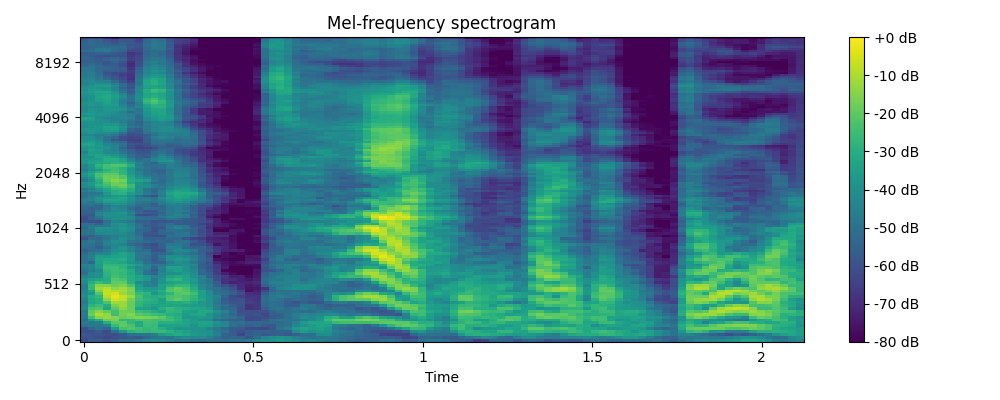 Mel-frequency spectrogram
Hz
8192
4096
2048
1024
512
0
0
0.5
1
1.5
2
Time
+0 dB
-10 dB
-20 dB
-30 dB
-40 dB
-50 dB
-60 dB
-70 dB
-80 dB